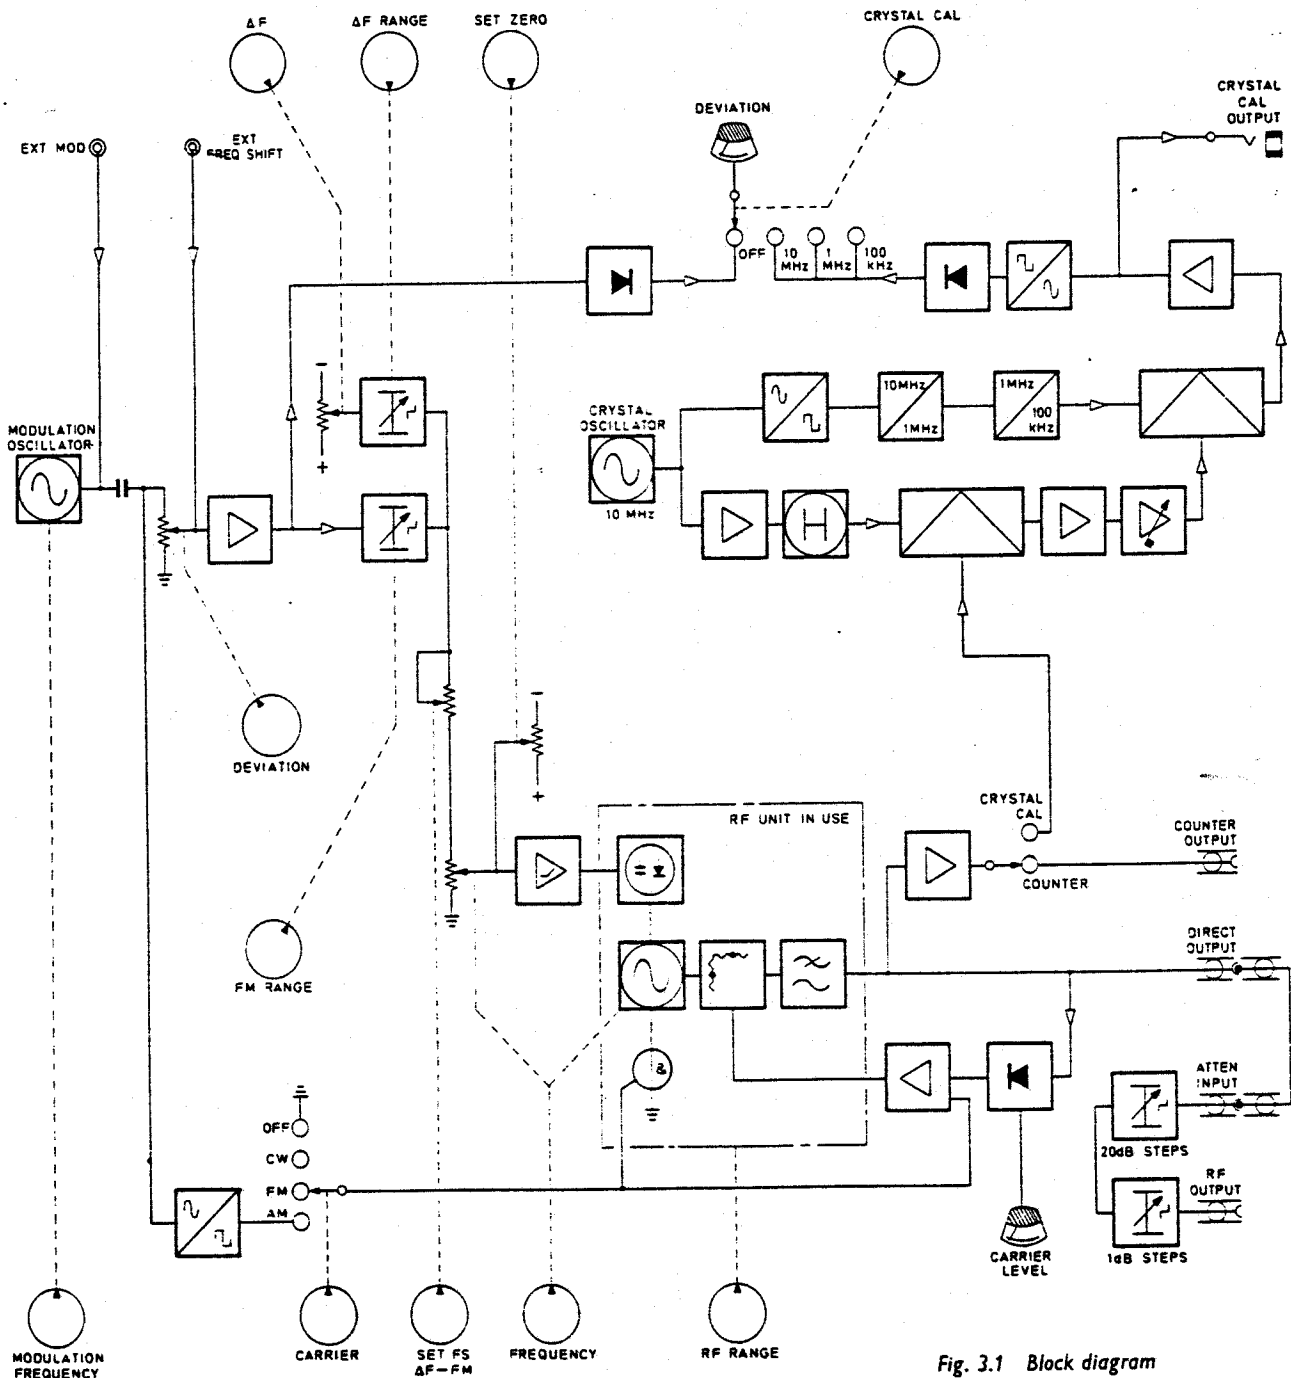 ΔF
ΔF RANGE
SET ZERO
CRYSTAL CAL
DEVIATION
CRYSTAL
CAL
OUTPUT
EXT MOD
EXT
FREQ SHIFT
OFF
10
MHz
1
MHz
100
kHz
MODULATION
OSCILLATOR
CRYSTAL
OSCILLATOR
10 MHz
10MHz
1MHz
1MHz
100
kHz
DEVIATION
CRYSTAL
CAL
RF UNIT IN USE
COUNTER
OUTPUT
COUNTER
DIRECT
OUTPUT
FM RANGE
ATTEN
INPUT
20dB STEPS
OFF
CW
FM
AM
RF
OUTPUT
1dB STEPS
CARRIER
LEVEL
MODULATION
FREQUENCY
CARRIER
SET FS
ΔF-FM
FREQUENCY
RF RANGE
Fig. 3.1 Block diagram